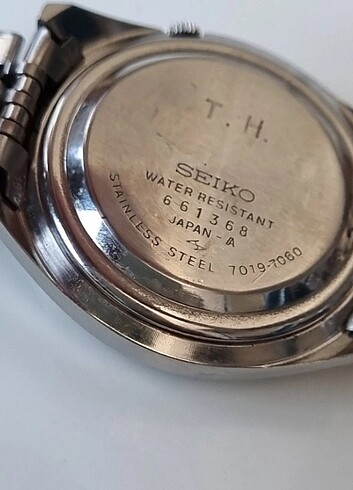 T. H.
SEIKO
WATER RESISTANT
661368
JAPAN-A
STAINLESS STEEL 7019-7060